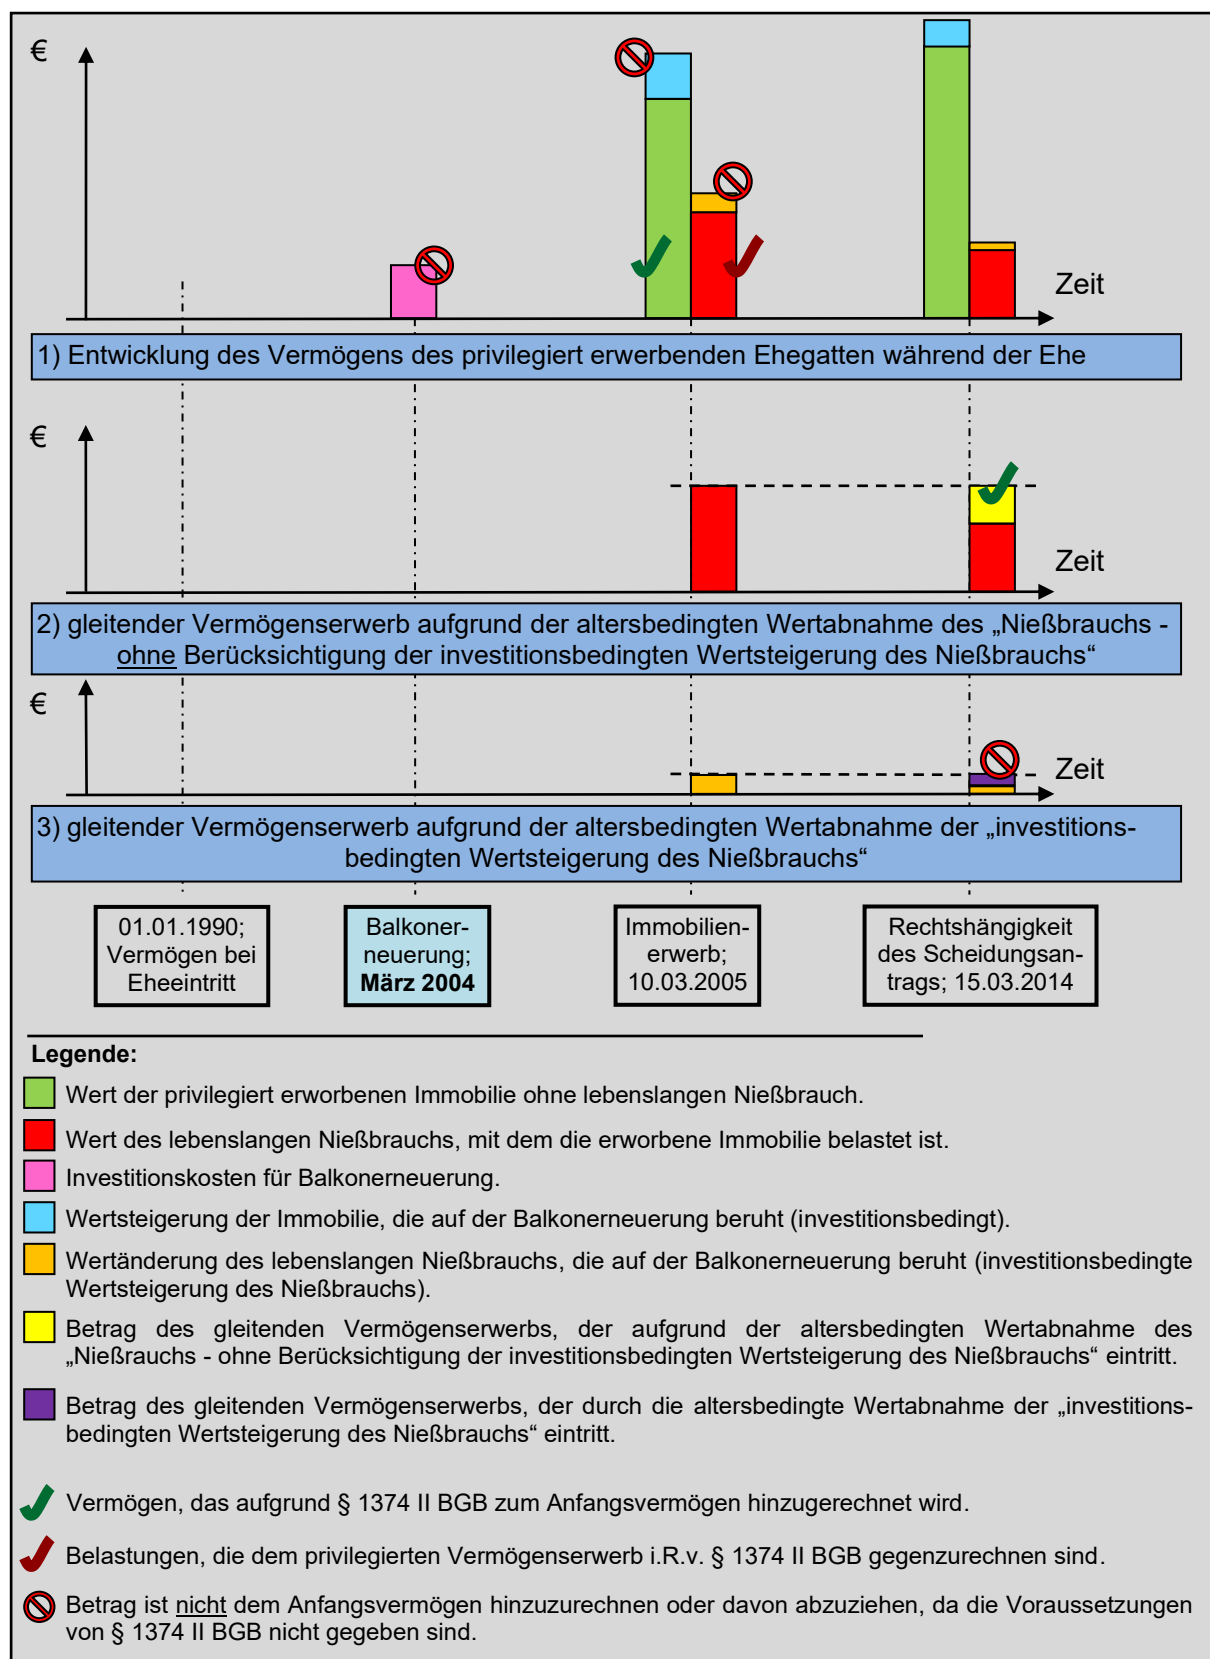 €
Zeit
1) Entwicklung des Vermögens des privilegiert erwerbenden Ehegatten während der Ehe
€
Zeit
2) gleitender Vermögenserwerb aufgrund der altersbedingten Wertabnahme des „Nießbrauchs -
ohne Berücksichtigung der investitionsbedingten Wertsteigerung des Nießbrauchs“
€
Zeit
3) gleitender Vermögenserwerb aufgrund der altersbedingten Wertabnahme der „investitions-
bedingten Wertsteigerung des Nießbrauchs“
01.01.1990;
Vermögen bei
Eheeintritt
Balkoner-
neuerung;
März 2004
Immobilien-
erwerb;
10.03.2005
Rechtshängigkeit
des Scheidungsan-
trags; 15.03.2014
Legende:
Wert der privilegiert erworbenen Immobilie ohne lebenslangen Nießbrauch.
Wert des lebenslangen Nießbrauchs, mit dem die erworbene Immobilie belastet ist.
Investitionskosten für Balkonerneuerung.
Wertsteigerung der Immobilie, die auf der Balkonerneuerung beruht (investitionsbedingt).
Wertänderung des lebenslangen Nießbrauchs, die auf der Balkonerneuerung beruht (investitionsbedingte
Wertsteigerung des Nießbrauchs).
Betrag des gleitenden Vermögenserwerbs, der aufgrund der altersbedingten Wertabnahme des
„Nießrauchs - ohne Berücksichtigung der investitionsbedingten Wertsteigerung des Nießbrauchs“ eintritt.
Betrag des gleitenden Vermögenserwerbs, der durch die altersbedingte Wertabnahme der „investitions-
bedingten Wertsteigerung des Nießbrauchs“ eintritt.
Vermögen, das aufgrund § 1374 II BGB zum Anfangsvermögen hinzugerechnet wird.
Belastungen, die dem privilegierten Vermögenserwerb i.R.v. § 1374 II BGB gegenzurechnen sind.
Betrag ist nicht dem Anfangsvermögen hinzuzurechnen oder davon abzuziehen, da die Voraussetzungen
von § 1374 II BGB nicht gegeben sind.